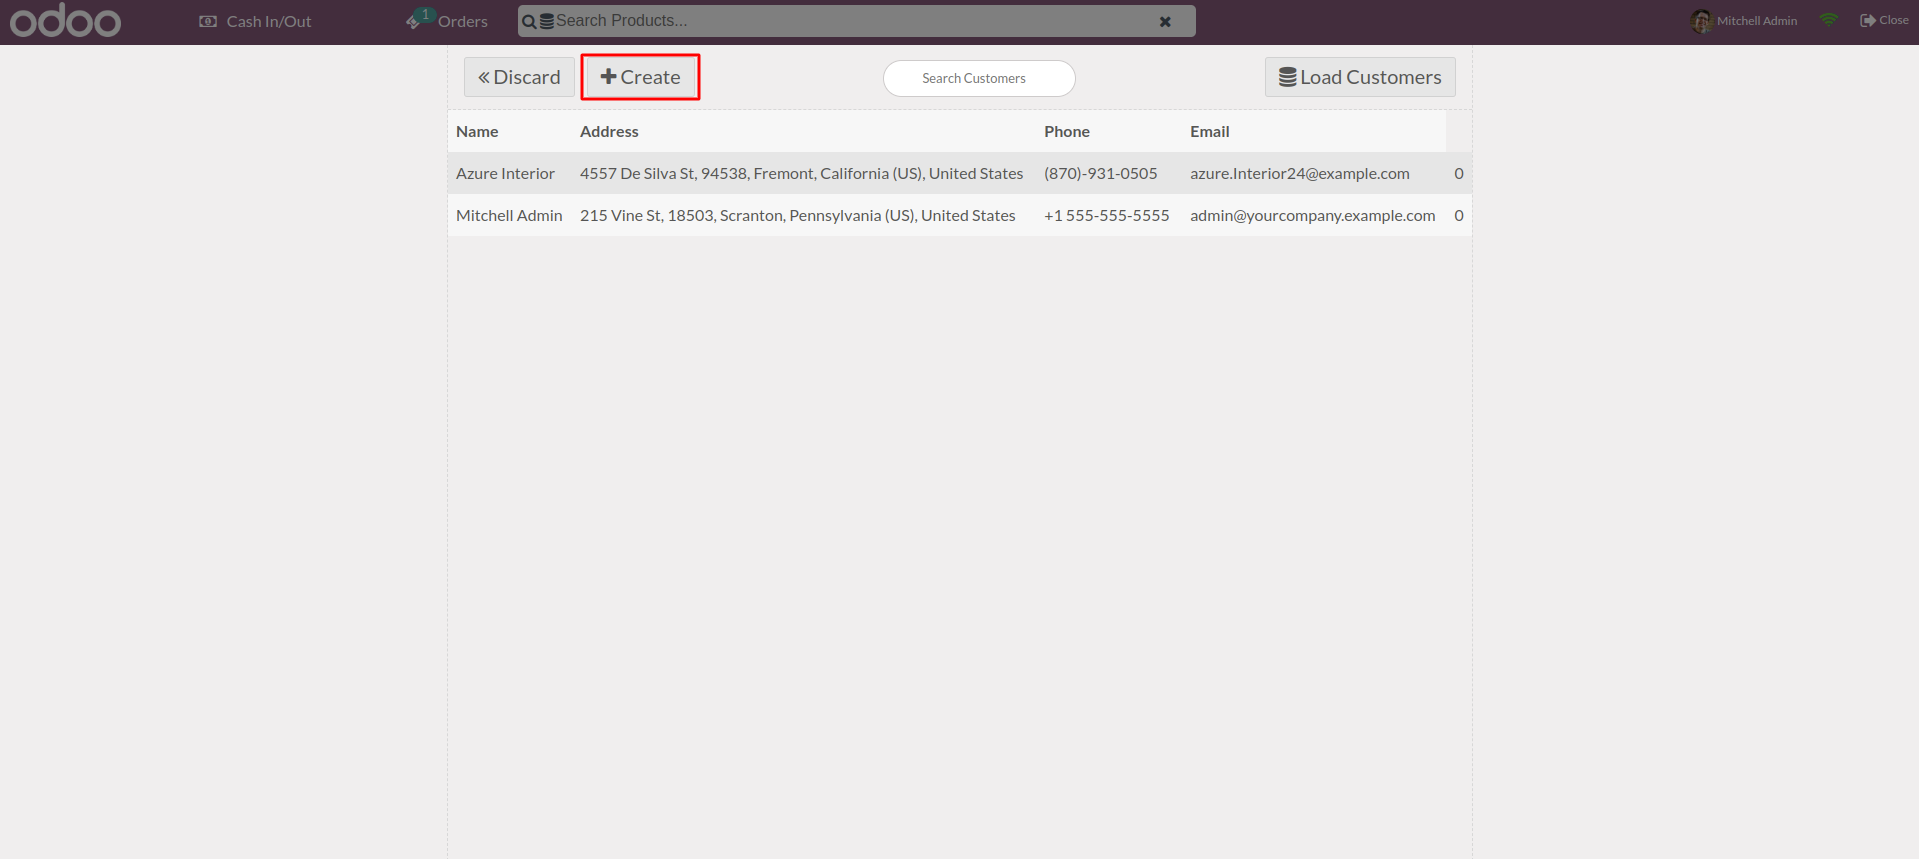 odoo Cash In/Out 1 Orders Search Products... Mitchell Admin Close
Discard Create Search Customers Load Customers
Name Address Phone Email
Azure Interior 4557 De Silva St, 94538, Fremont, California (US), United States (870)-931-0505 azure.Interior24@example.com 0
Mitchell Admin 215 Vine St, 18503, Scranton, Pennsylvania (US), United States +1 555-555-5555 admin@yourcompany.example.com 0